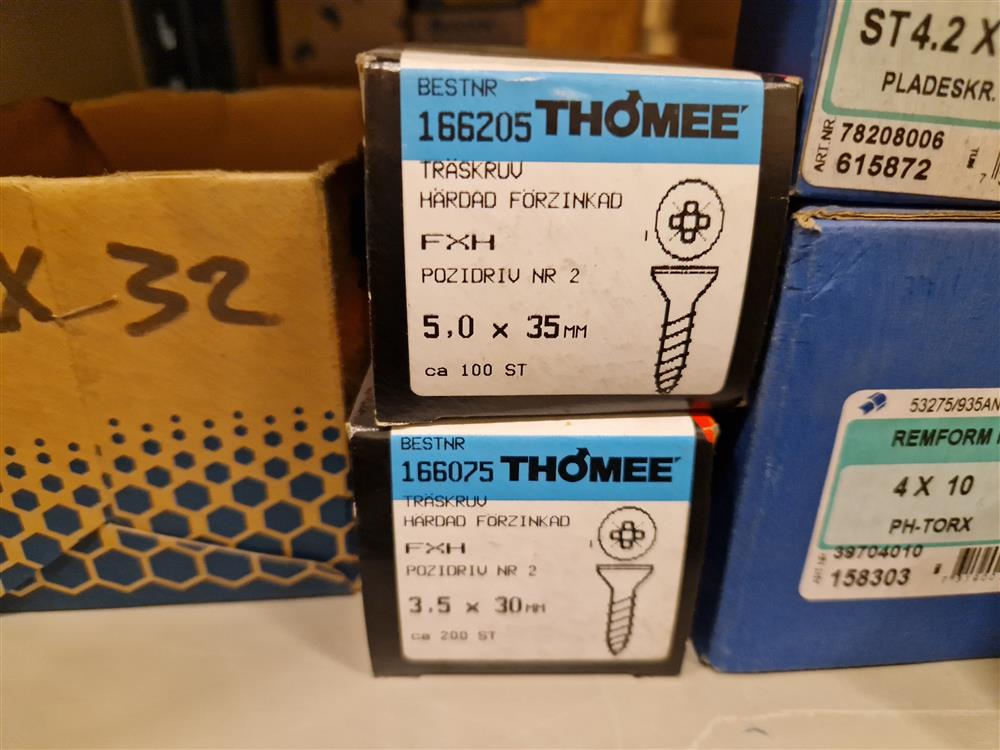 X-32
BESTNR
166205 THOMEE
TRÄSKRUV
HÄRDAD FÖRZINKAD
FXH
POZIDRIV NR 2
5,0 x 35MM
ca 100 ST
BESTNR
166075 THOMEE
TRÄSKRUV
HÄRDAD FÖRZINKAD
FXH
POZIDRIV NR 2
3,5 x 30MM
ca 200 ST
ST4.2 X
PLADESKR.
ART.NR.
78208006
615872
53275/935AN
REMFORM
4 X 10
PH-TORX
39704010
158303